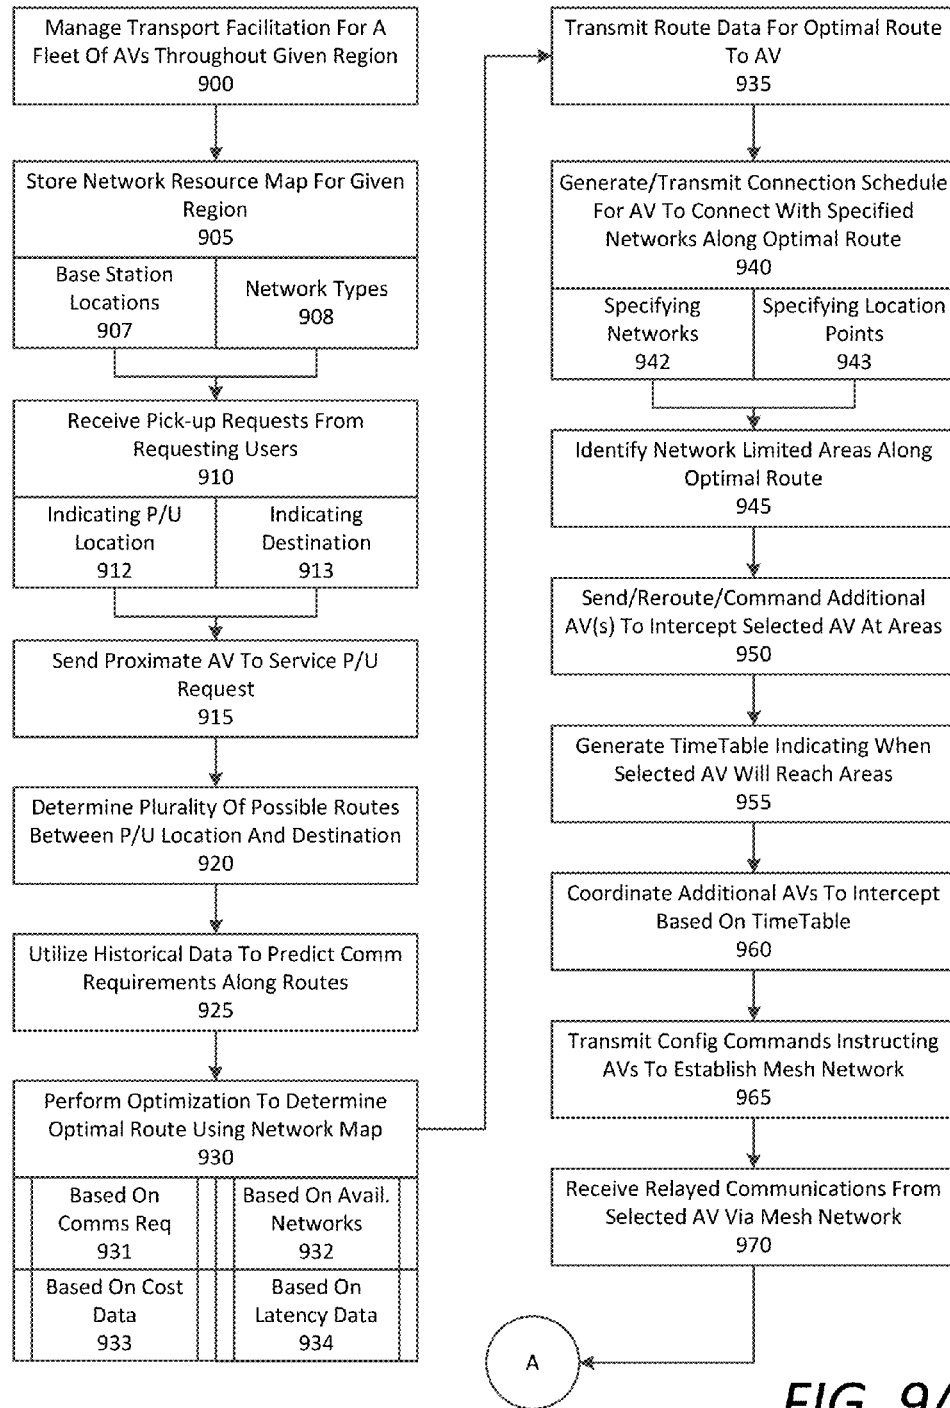 Manage Transport Facilitation For A
Fleet Of AVs Throughout Given Region
900
Store Network Resource Map For Given
Region
905
Base Station
Locations
907
Network Types
908
Receive Pick-up Requests From
Requesting Users
910
Indicating P/U
Location
912
Indicating
Destination
913
Send Proximate AV To Service P/U
Request
915
Determine Plurality Of Possible Routes
Between P/U Location And Destination
920
Utilize Historical Data To Predict Comm
Requirements Along Routes
925
Perform Optimization To Determine
Optimal Route Using Network Map
930
Based On
Comms Req
931
Based On Avail.
Networks
932
Based On Cost
Data
933
Based On
Latency Data
934
Transmit Route Data For Optimal Route
To AV
935
Generate/Transmit Connection Schedule
For AV To Connect With Specified
Networks Along Optimal Route
940
Specifying
Networks
942
Specifying Location
Points
943
Identify Network Limited Areas Along
Optimal Route
945
Send/Reroute/Command Additional
AV(s) To Intercept Selected AV At Areas
950
Generate TimeTable Indicating When
Selected AV Will Reach Areas
955
Coordinate Additional AVs To Intercept
Based On TimeTable
960
Transmit Config Commands Instructing
AVs To Establish Mesh Network
965
Receive Relayed Communications From
Selected AV Via Mesh Network
970
A
FIG. 9A